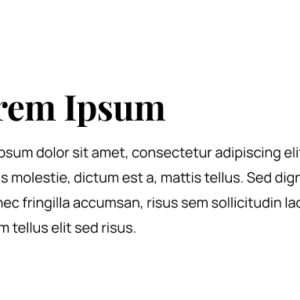 rem Ipsum
psum dolor sit amet, consectetur adipiscing eli
s molestie, dictum est a, mattis tellus. Sed dign
nec fringilla accumsan, risus sem sollicitudin lac
m tellus elit sed risus.